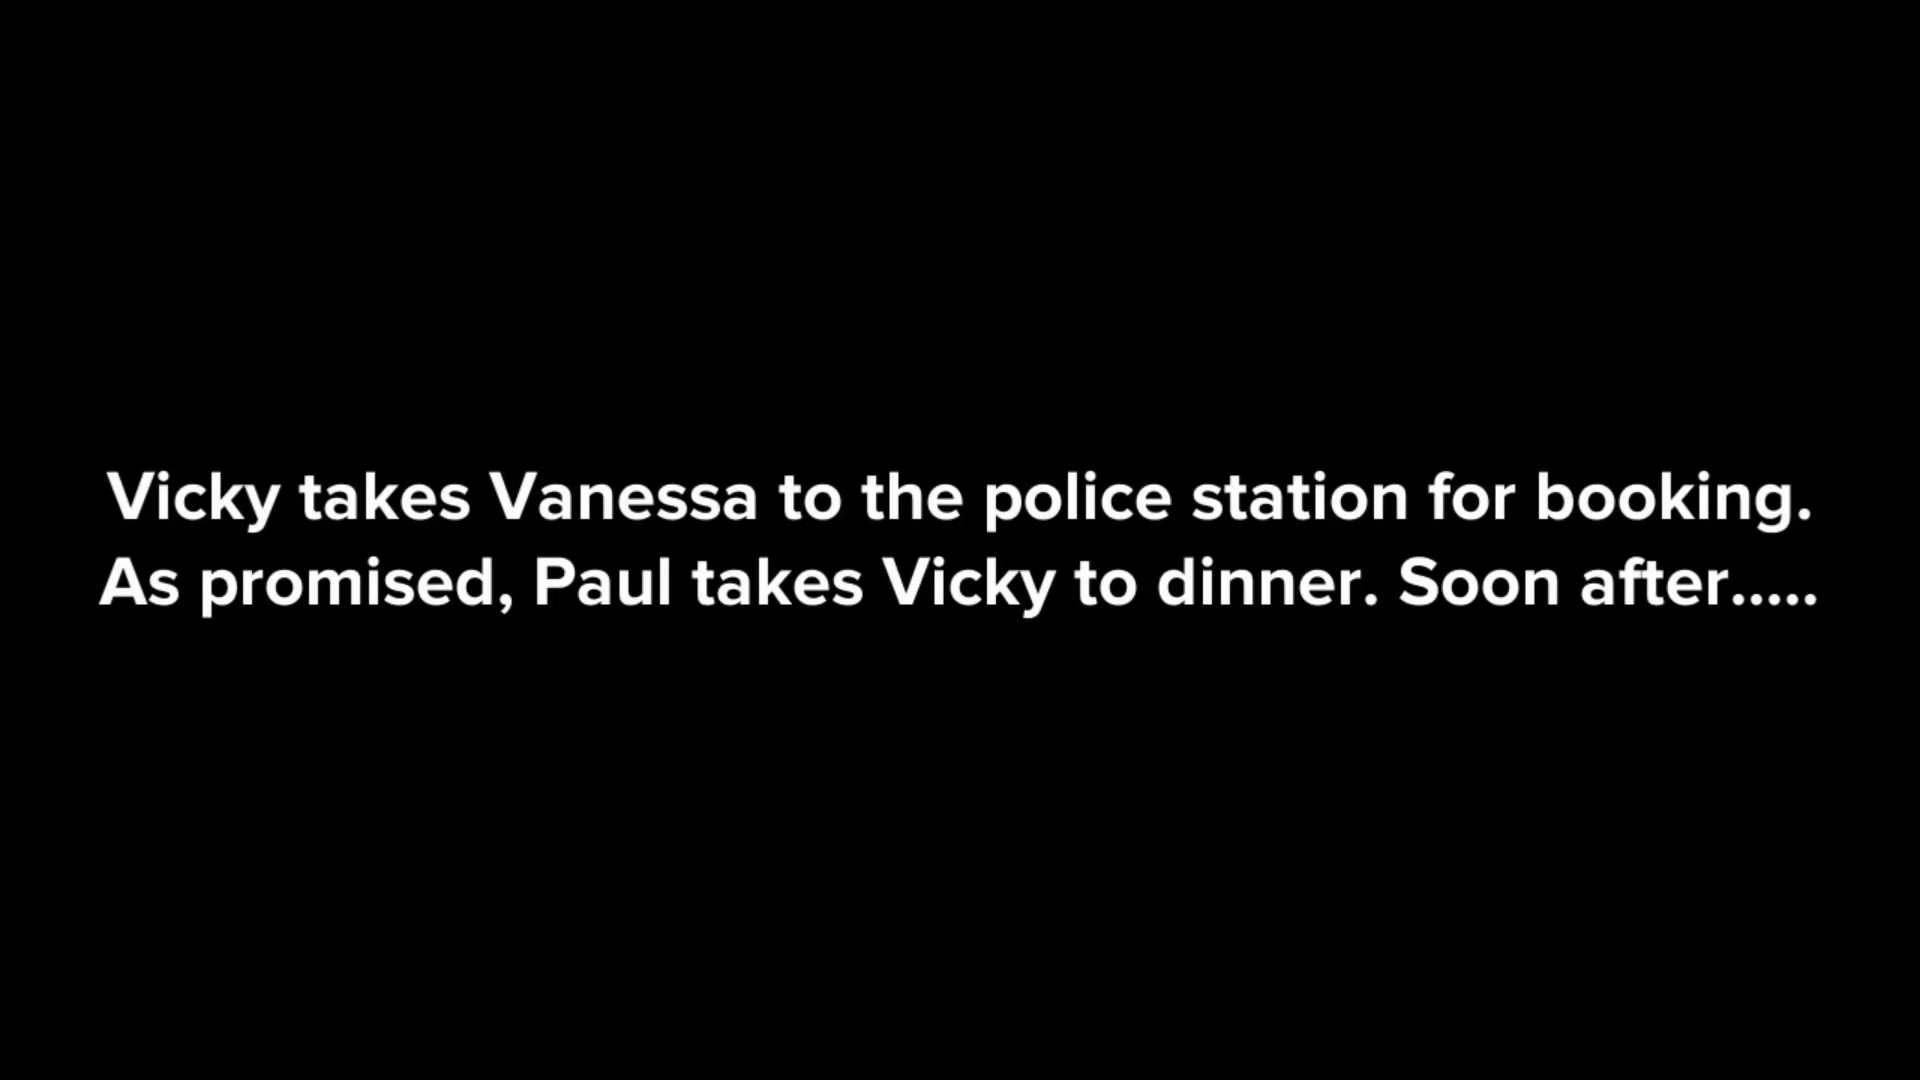 Vicky takes Vanessa to the police station for booking.
As promised, Paul takes Vicky to dinner. Soon after.....